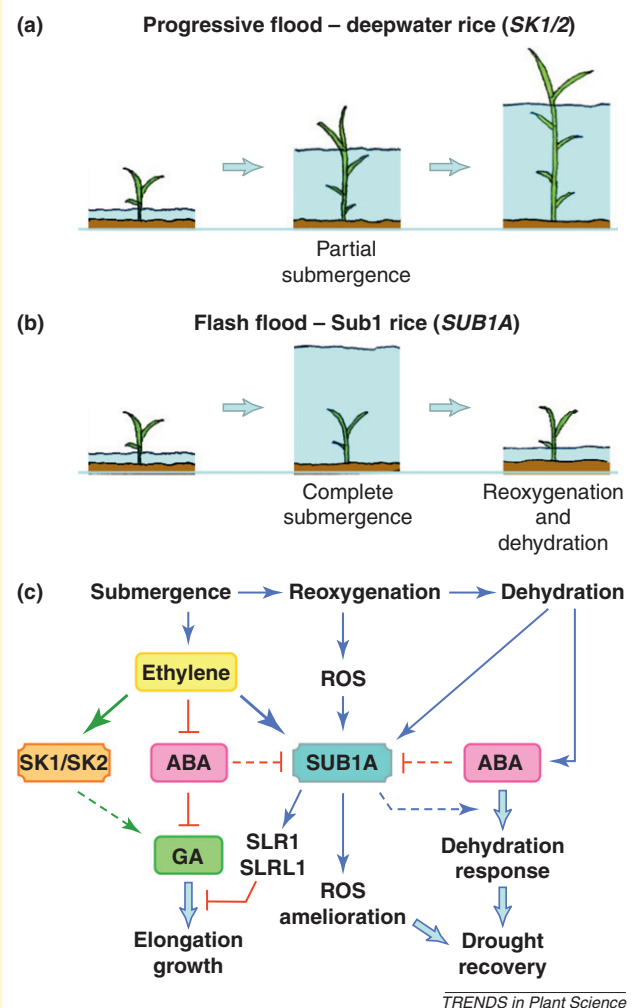 (a) Progressive flood – deepwater rice (SK1/2)
Partial
submergence
(b) Flash flood – Sub1 rice (SUB1A)
Complete
submergence
Reoxygenation
and
dehydration
(c) Submergence Reoxygenation Dehydration
Ethylene
ROS
SK1/SK2 ABA SUB1A ABA
GA
SLR1
SLRL1
Dehydration
response
ROS
amelioration
Elongation
growth
Drought
recovery
TRENDS in Plant Science